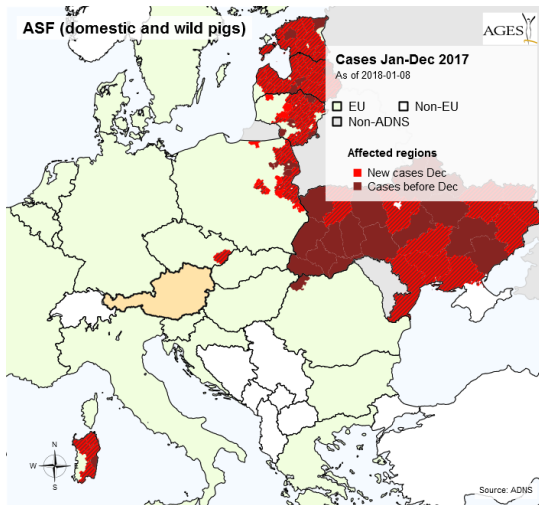 ASF (domestic and wild pigs)
AGES
Cases Jan-Dec 2017
As of 2018-01-08
EU Non-EU
Non-ADNS
Affected regions
New cases Dec
Cases before Dec
N
W E
S
Source: ADNS